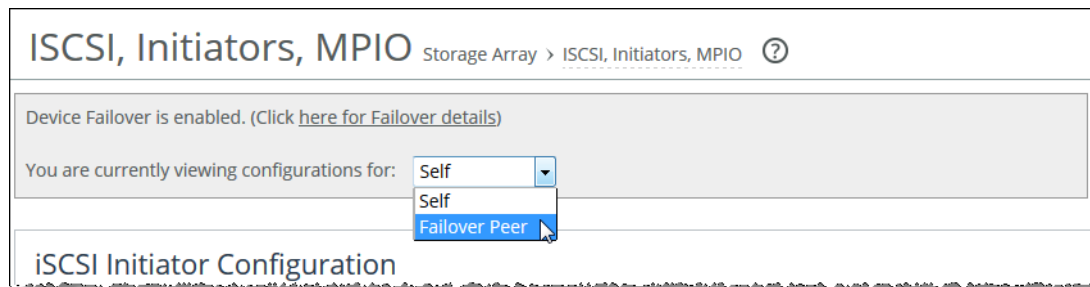 ISCSI, Initiators, MPIO Storage Array › ISCSI, Initiators, MPIO ?
Device Failover is enabled. (Click here for Failover details)
You are currently viewing configurations for: Self
Self
Failover Peer
iSCSI Initiator Configuration